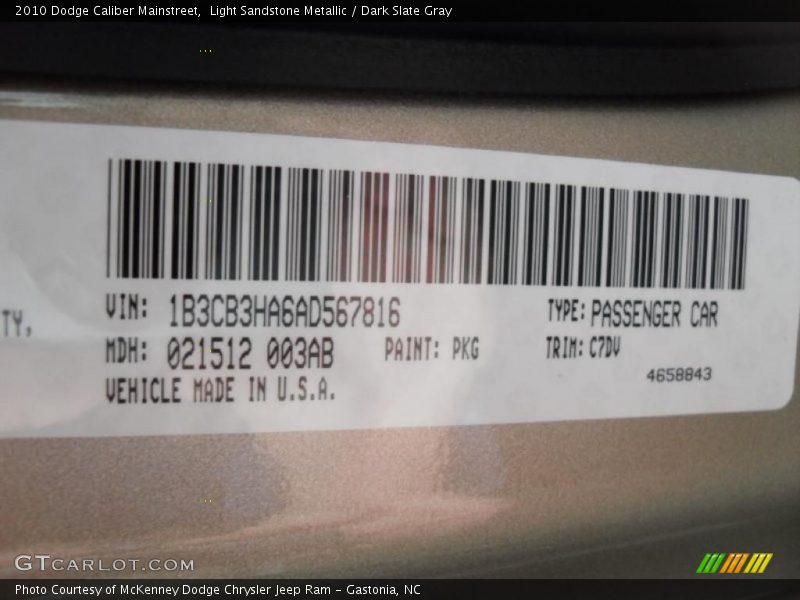 2010 Dodge Caliber Mainstreet,  Light Sandstone Metallic / Dark Slate Gray
TY,
VIN: 1B3CB3HA6AD567816 TYPE: PASSENGER CAR
MDH: 021512 003AB PAINT: PKG TRIM: C7DV
VEHICLE MADE IN U.S.A. 4658843
GTCARLOT.COM
Photo Courtesy of McKenney Dodge Chrysler Jeep Ram – Gastonia, NC